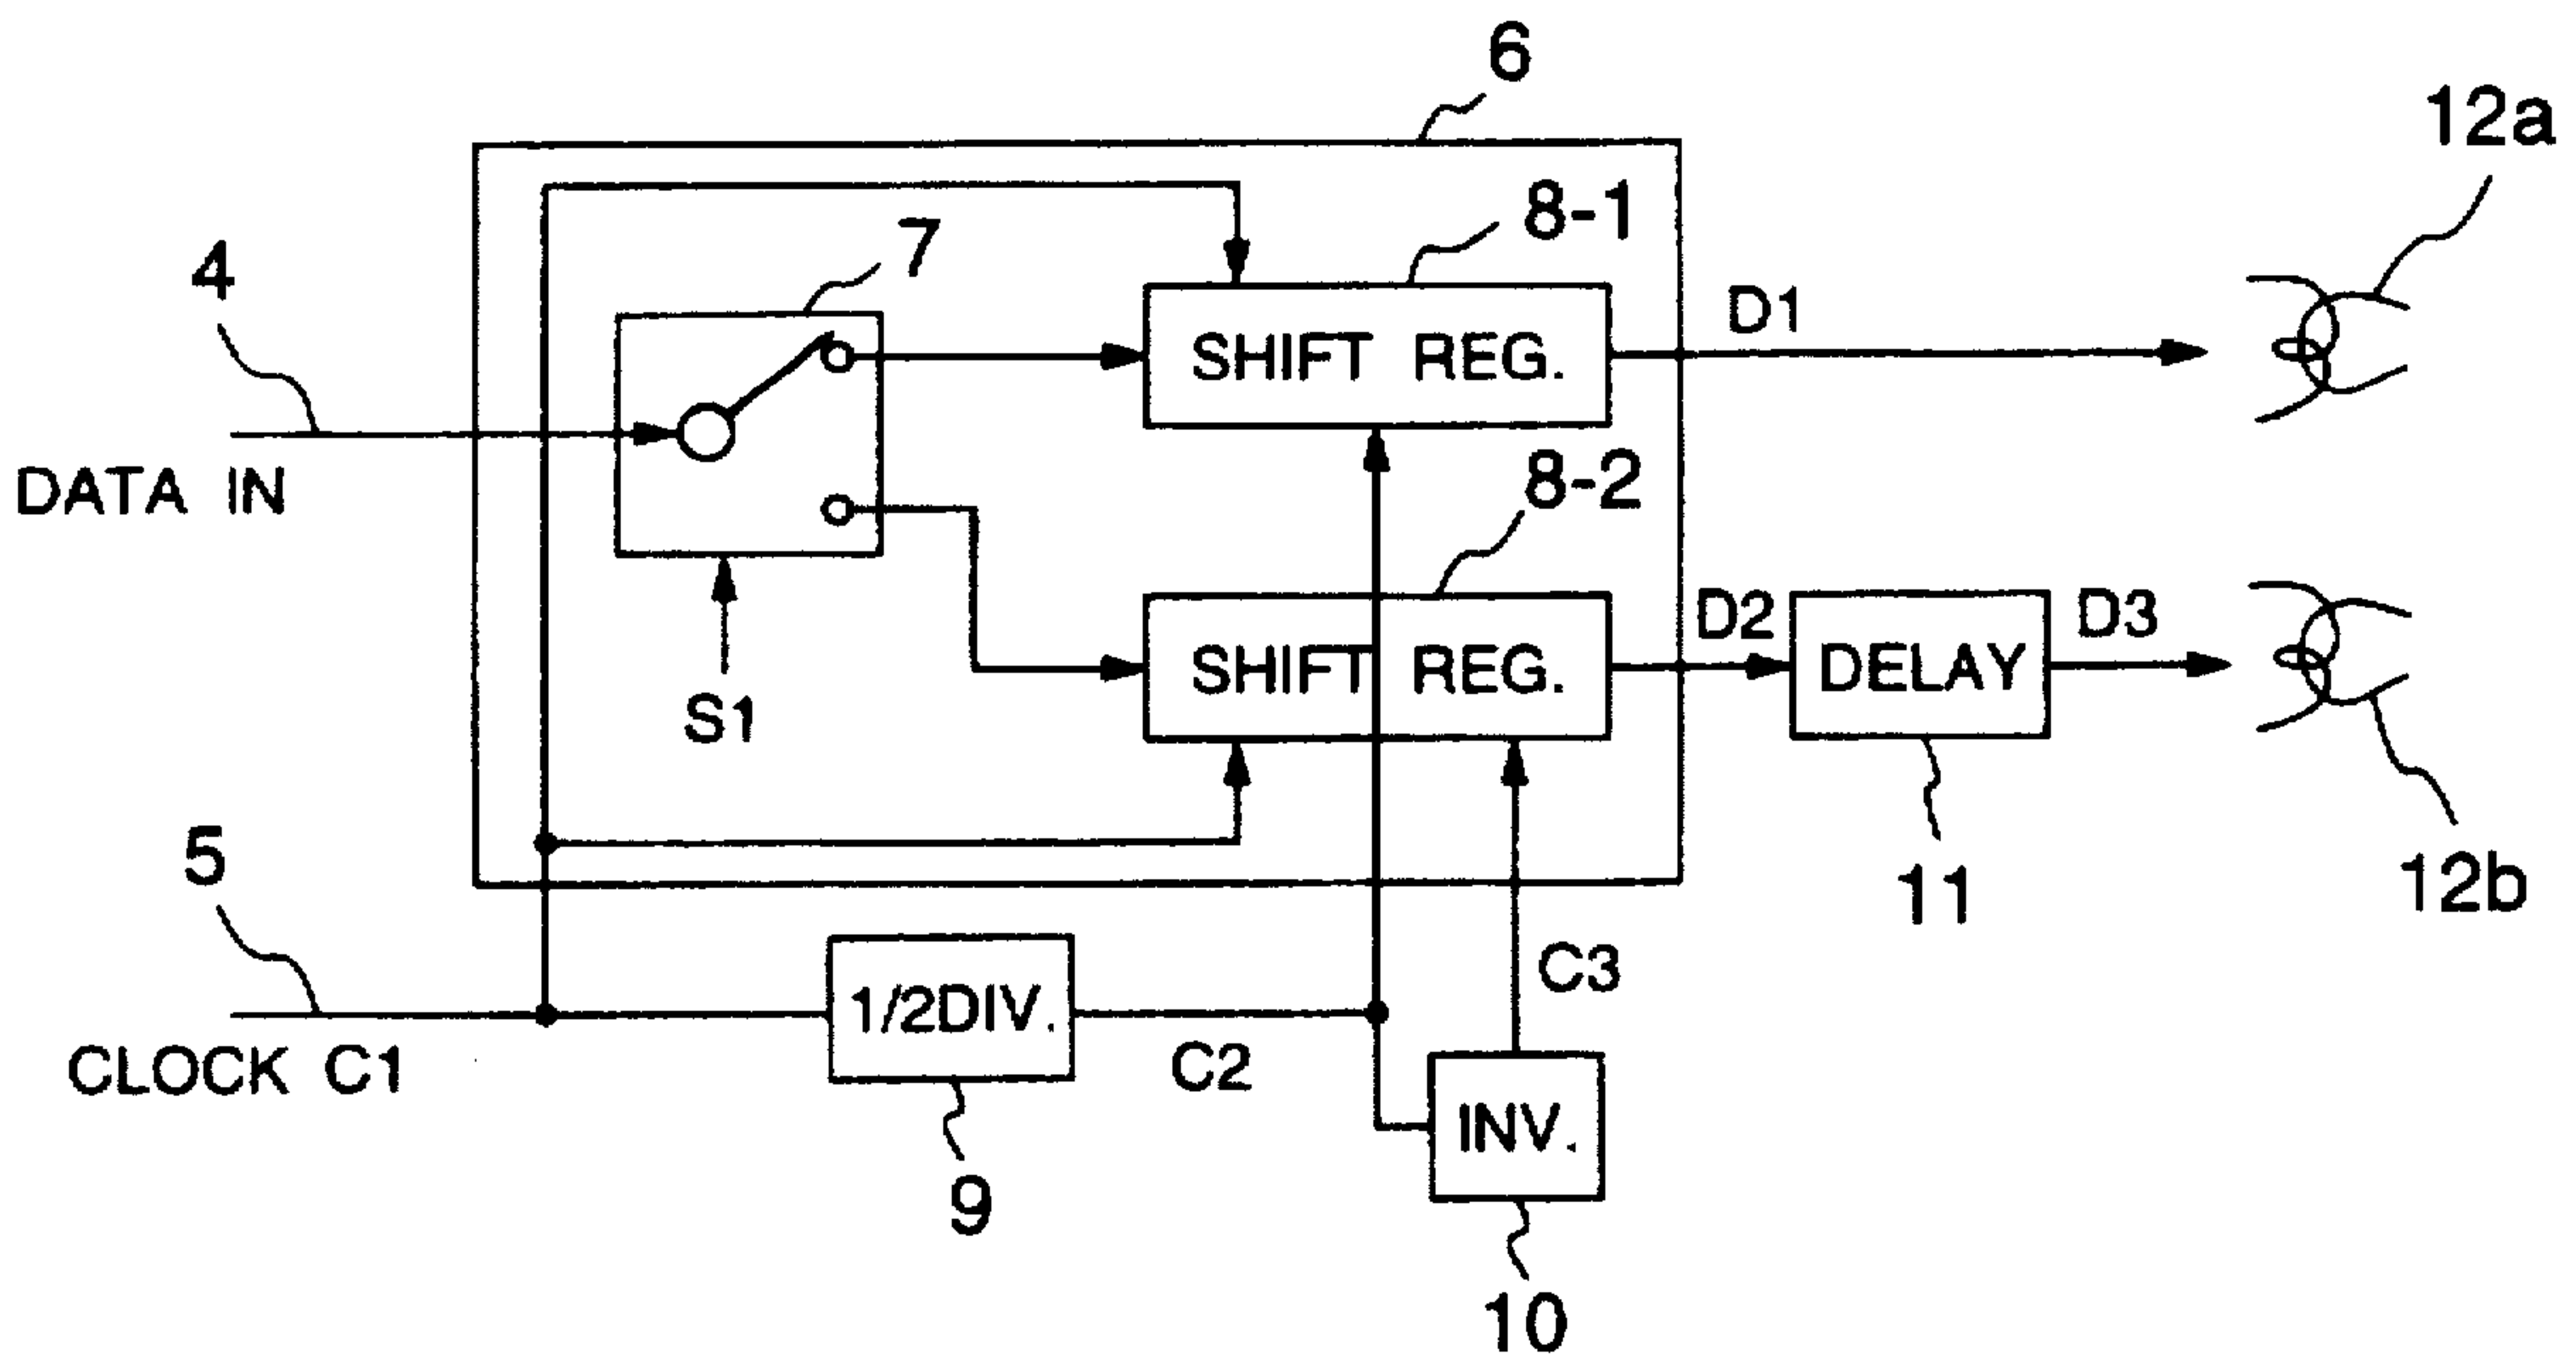 6
12a
8-1
7
4
D1
SHIFT REG.
DATA IN
8-2
D2
D3
SHIFT REG.
DELAY
S1
5
11
12b
C3
1/2DIV.
CLOCK C1
C2
INV.
9
10